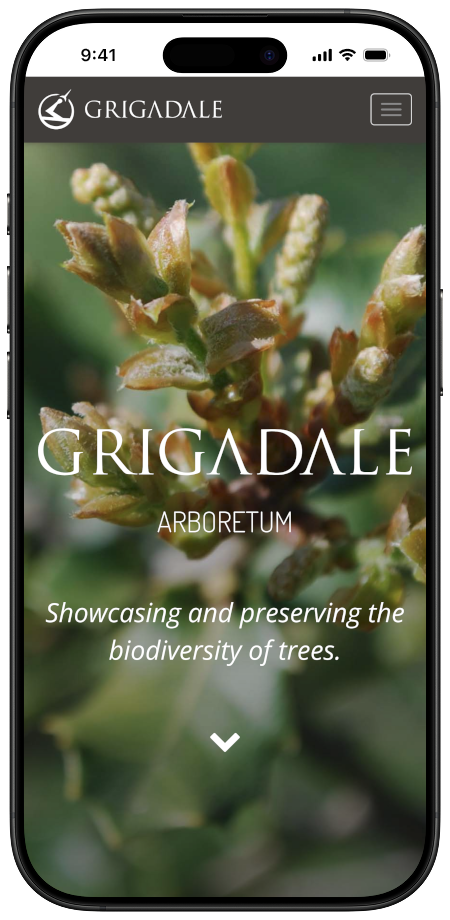 9:41
GRIGADALE
GRIGADALE
ARBORETUM
Showcasing and preserving the
biodiversity of trees.